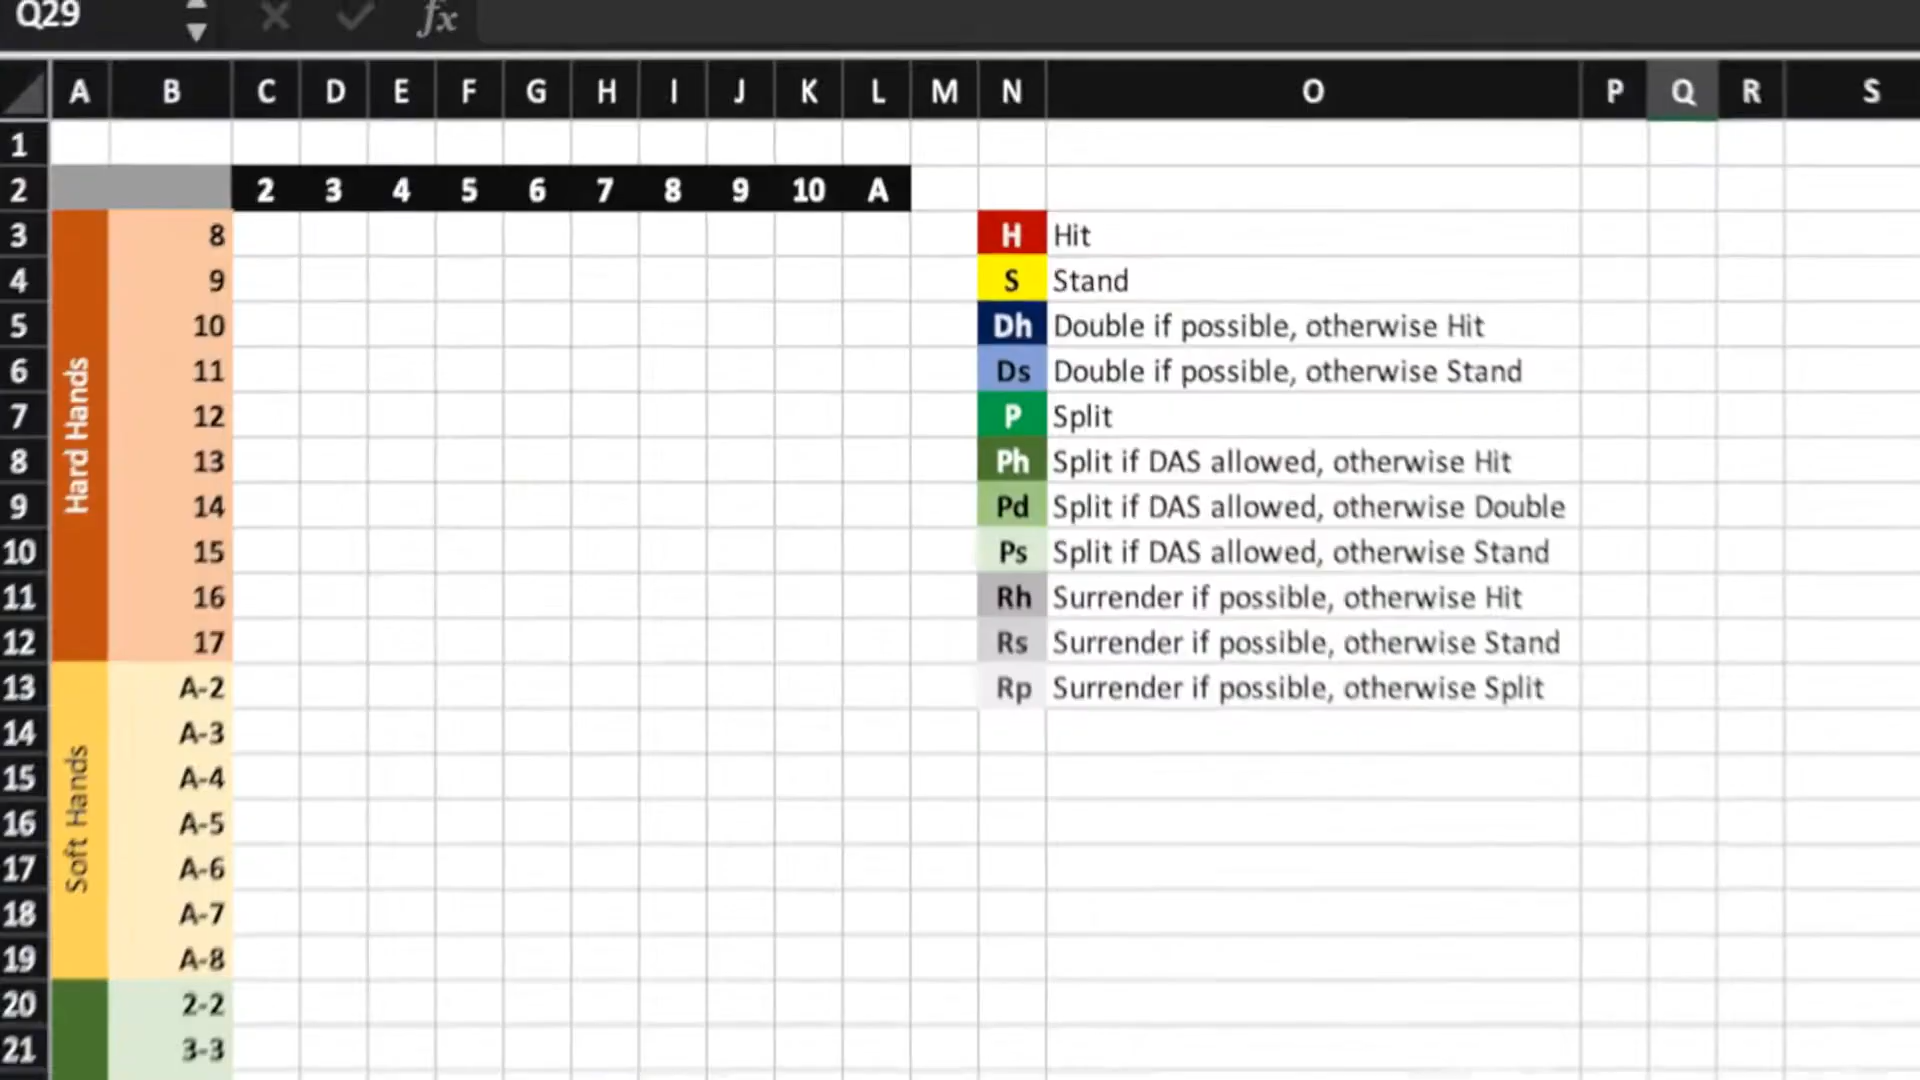 Q29 fx
A B C D E F G H I J K L M N O P Q R S
1
2 2 3 4 5 6 7 8 9 10 A
3 8 H Hit
4 9 S Stand
5 10 Dh Double if possible, otherwise Hit
6 11 Ds Double if possible, otherwise Stand
7 12 P Split
8 13 Ph Split if DAS allowed, otherwise Hit
9 14 Pd Split if DAS allowed, otherwise Double
10 15 Ps Split if DAS allowed, otherwise Stand
11 16 Rh Surrender if possible, otherwise Hit
12 17 Rs Surrender if possible, otherwise Stand
Hard Hands
13 A-2 Rp Surrender if possible, otherwise Split
14 A-3
15 A-4
16 A-5
17 A-6
18 A-7
19 A-8
Soft Hands
20 2-2
21 3-3